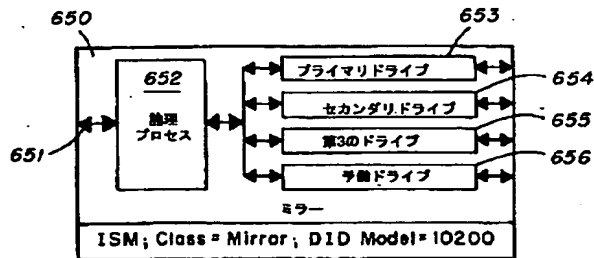 650
653
652
論理
プロセス
651
プライマリドライブ
654
セカンダリドライブ
655
第3のドライブ
656
予備ドライブ
ミラー
ISM; Class = Mirror; DID Model = 10200